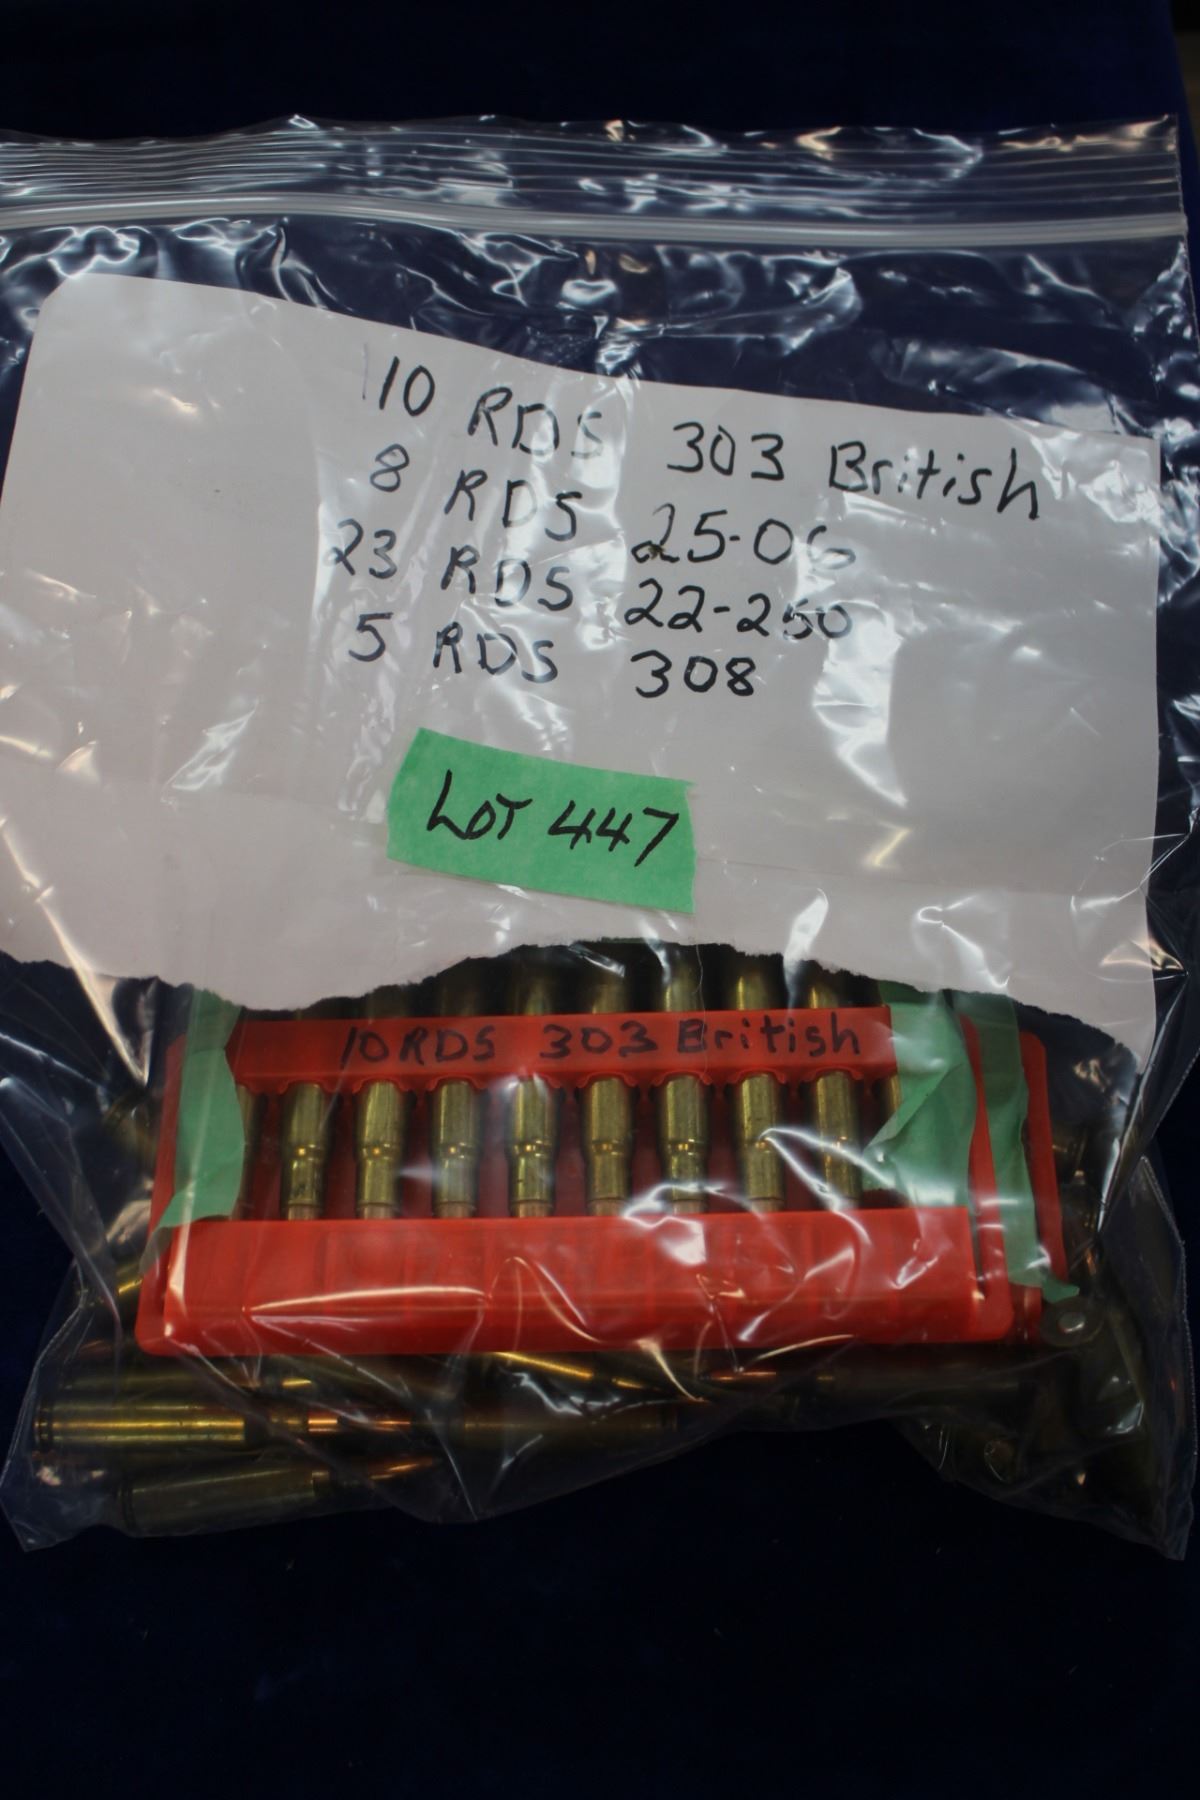 10 RDS 303 British
8 RDS 25-06
23 RDS 22-250
5 RDS 308
LOT 447
10 RDS 303 British